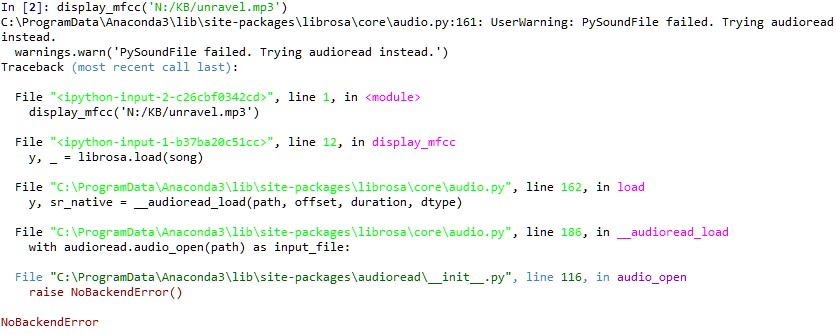 In [2]: display_mfcc('N:/KB/unravel.mp3')
C:\ProgramData\Anaconda3\lib\site-packages\librosa\core\audio.py:161: UserWarning: PySoundFile failed. Trying audioread
instead.
  warnings.warn('PySoundFile failed. Trying audioread instead.')
Traceback (most recent call last):

  File "<ipython-input-2-c26cbf0342cd>", line 1, in <module>
    display_mfcc('N:/KB/unravel.mp3')

  File "<ipython-input-1-b37ba20c51cc>", line 12, in display_mfcc
    y, _ = librosa.load(song)

  File "C:\ProgramData\Anaconda3\lib\site-packages\librosa\core\audio.py", line 162, in load
    y, sr_native = __audioread_load(path, offset, duration, dtype)

  File "C:\ProgramData\Anaconda3\lib\site-packages\librosa\core\audio.py", line 186, in __audioread_load
    with audioread.audio_open(path) as input_file:

  File "C:\ProgramData\Anaconda3\lib\site-packages\audioread\__init__.py", line 116, in audio_open
    raise NoBackendError()

NoBackendError